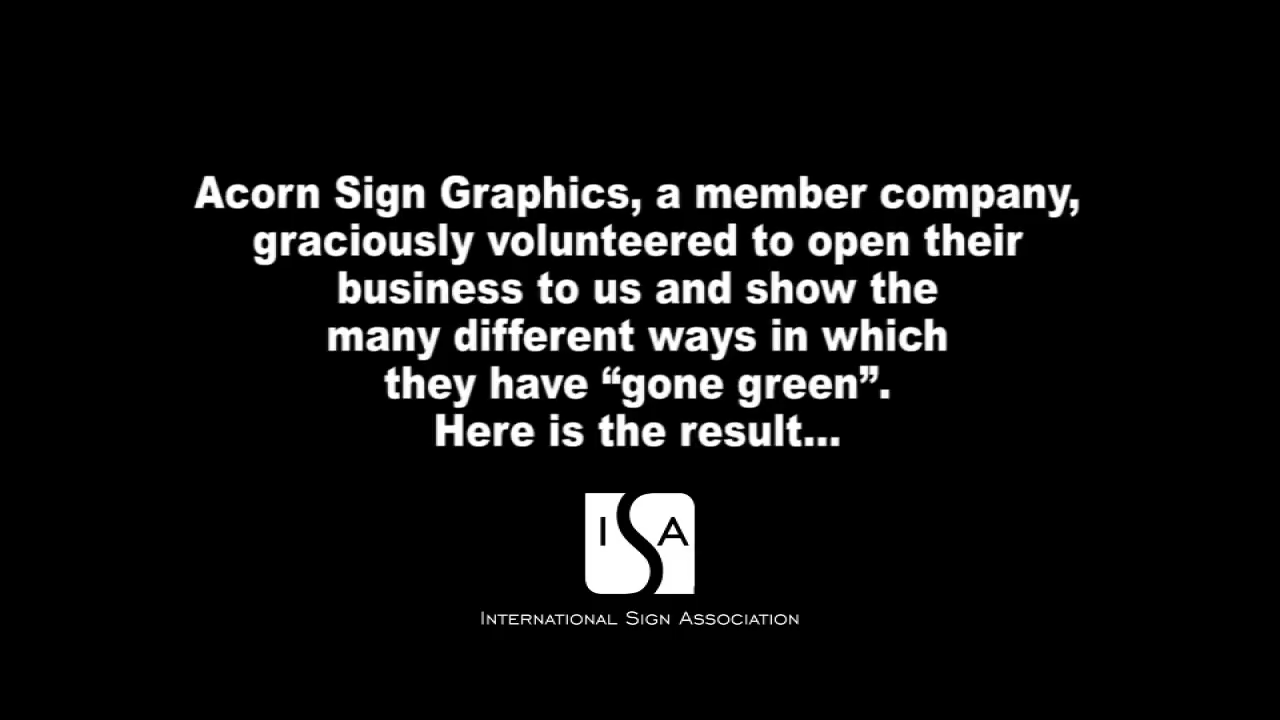 Acorn Sign Graphics, a member company,
graciously volunteered to open their
business to us and show the
many different ways in which
they have “gone green”.
Here is the result...
ISA
International Sign Association